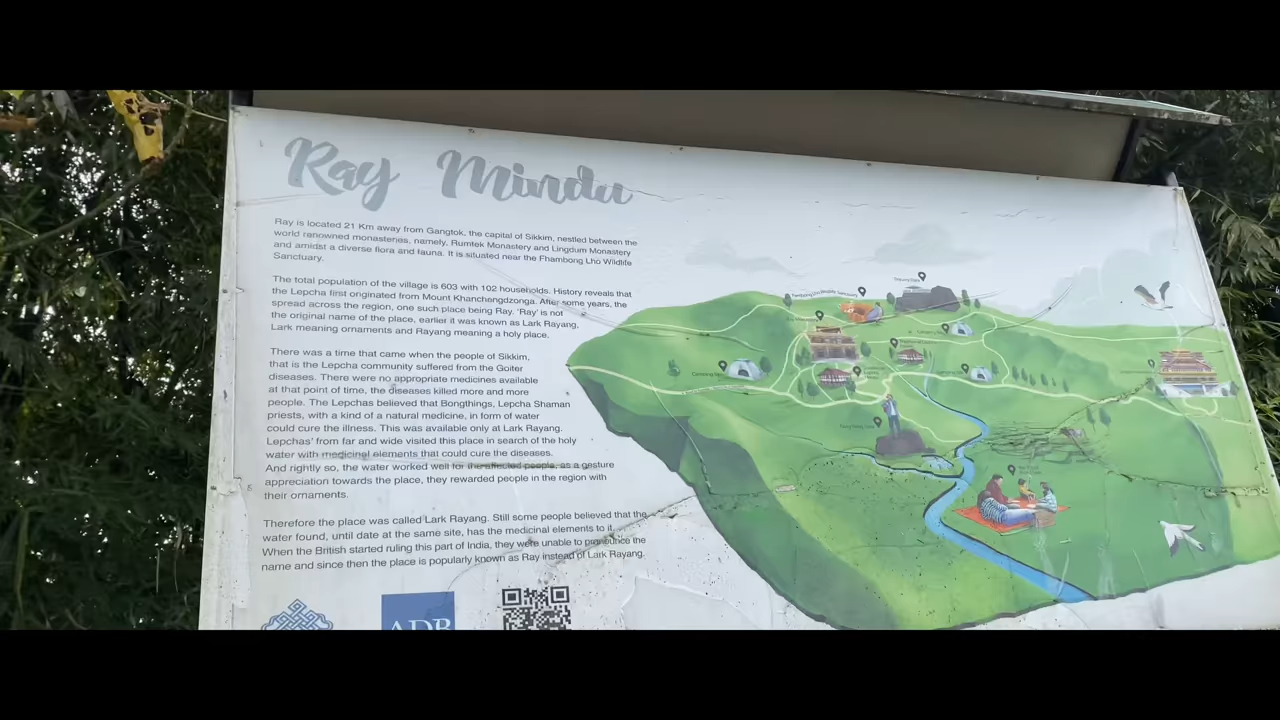 Ray Mindu
Ray is located 21 Km away from Gangtok, the capital of Sikkim, nestled between the
world renowned monasteries, namely, Rumtek Monastery and Lingdum Monastery
and amidst a diverse flora and fauna. It is situated near the Fhambong Lho Wildlife
Sanctuary.
The total population of the village is 603 with 102 households. History reveals that
the Lepcha first originated from Mount Khanchengdzonga. After some years, the
spread across the region, one such place being Ray. 'Ray' is not
the original name of the place, earlier it was known as Lark Rayang,
Lark meaning ornaments and Rayang meaning a holy place.
There was a time that came when the people of Sikkim,
that is the Lepcha community suffered from the Goiter
diseases. There were no appropriate medicines available
at that point of time, the diseases killed more and more
people. The Lepchas believed that Bongthings, Lepcha Shaman
priests, with a kind of a natural medicine, in form of water
could cure the illness. This was available only at Lark Rayang.
Lepchas' from far and wide visited this place in search of the holy
water with medicinel elements that could cure the diseases.
And rightly so, the water worked well for the affected people, as a gesture
appreciation towards the place, they rewarded people in the region with
their ornaments.
Therefore the place was called Lark Rayang. Still some people believed that the
water found, until date at the same site, has the medicinal elements to it.
When the British started ruling this part of India, they were unable to pronounce the
name and since then the place is popularly known as Ray instead of Lark Rayang.
ADB